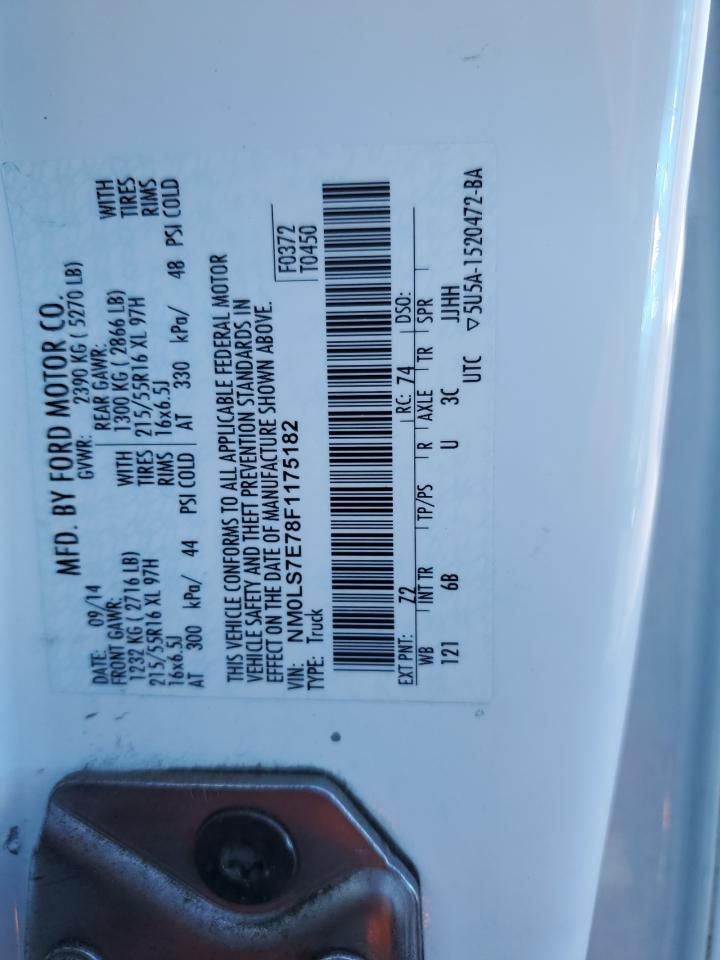 MFD. BY FORD MOTOR CO.
DATE: 09/14 GVWR: 2390 KG ( 5270 LB)
FRONT GAWR: WITH REAR GAWR: WITH
1232 KG ( 2716 LB) TIRES 1300 KG ( 2866 LB) TIRES
215/55R16 XL 97H RIMS 215/55R16 XL 97H RIMS
16x6.5J 16x6.5J
AT 300 kPa/ 44 PSI COLD AT 330 kPa/ 48 PSI COLD
THIS VEHICLE CONFORMS TO ALL APPLICABLE FEDERAL MOTOR
VEHICLE SAFETY AND THEFT PREVENTION STANDARDS IN
EFFECT ON THE DATE OF MANUFACTURE SHOWN ABOVE.
VIN: NM0LS7E78F1175182 F0372
TYPE: Truck T0450
EXT PNT: Z2 RC: 74 DSO:
WB INT TR TP/PS R AXLE TR SPR
121 6B U 3C JJHH
UTC ▽5U5A-1520472-BA